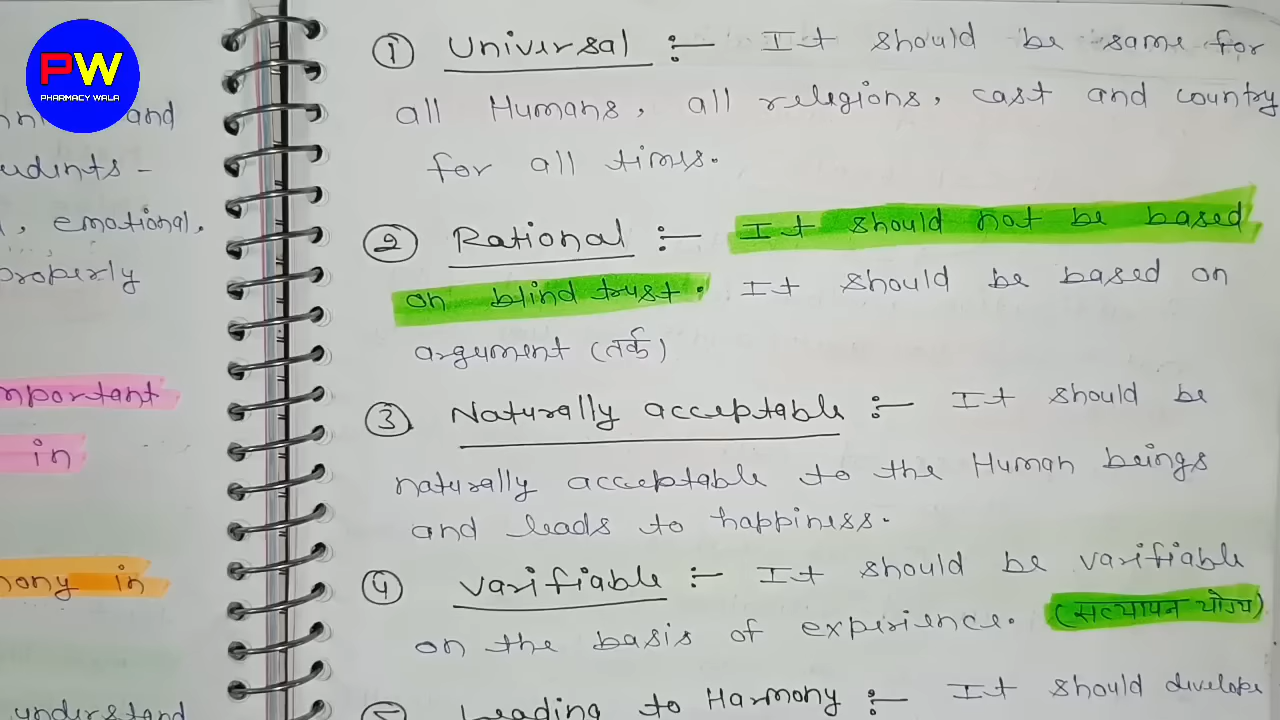 PW
PHARMACY WALA
and
udents -
, emotional,
properly
mportant
in
mony in
understand
① Universal :- It should be same for
all Humans, all religions, cast and country
for all times.
② Rational :- It should not be based
on blind trust. It should be based on
argument (तर्क)
③ Naturally acceptable :- It should be
naturally acceptable to the Human beings
and leads to happiness.
④ Varifiable :- It should be varifiable
on the basis of experience. (सत्यापन योग्य)
⑤ Leading to Harmony :- It should develope